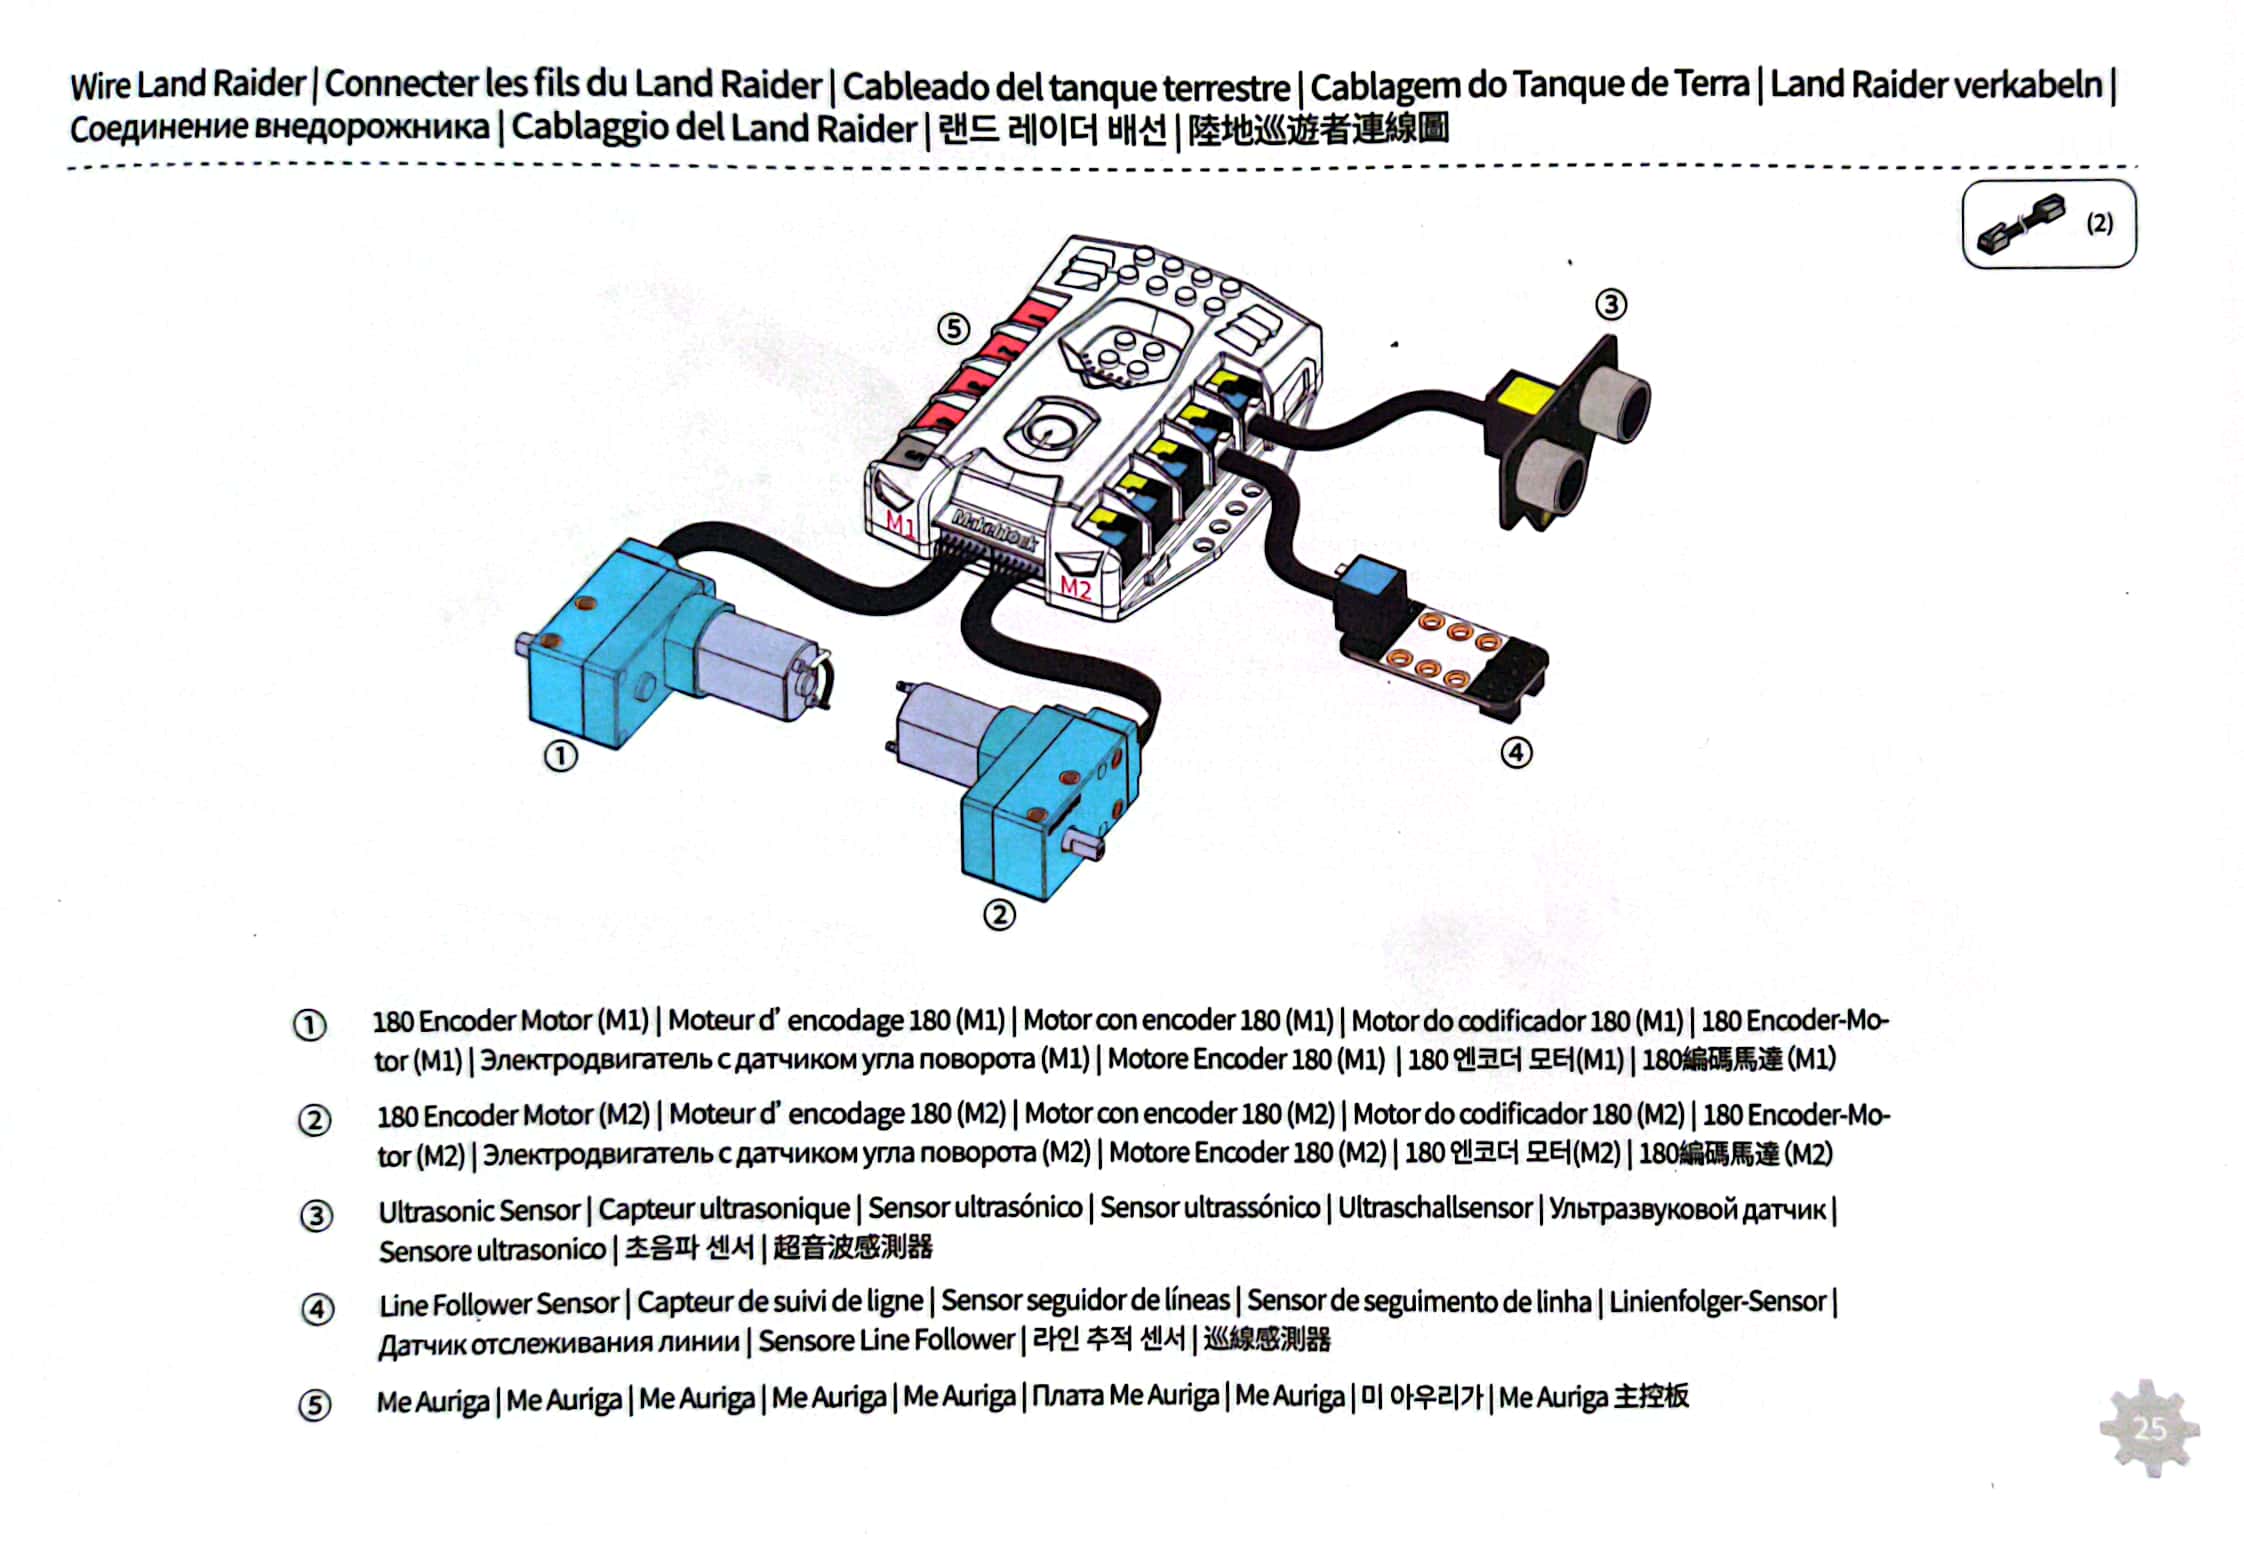 Wire Land Raider | Connecter les fils du Land Raider | Cableado del tanque terrestre | Cablagem do Tanque de Terra | Land Raider verkabeln |
Соединение внедорожника | Cablaggio del Land Raider | 랜드 레이더 배선 | 陸地巡遊者連線圖
(2)
③
⑤
1
5
M1
Makeblock
M2
①
④
②
① 180 Encoder Motor (M1) | Moteur d’ encodage 180 (M1) | Motor con encoder 180 (M1) | Motor do codificador 180 (M1) | 180 Encoder-Mo-
tor (M1) | Электродвигатель с датчиком угла поворота (M1) | Motore Encoder 180 (M1) | 180 엔코더 모터(M1) | 180編碼馬達 (M1)
② 180 Encoder Motor (M2) | Moteur d’ encodage 180 (M2) | Motor con encoder 180 (M2) | Motor do codificador 180 (M2) | 180 Encoder-Mo-
tor (M2) | Электродвигатель с датчиком угла поворота (M2) | Motore Encoder 180 (M2) | 180 엔코더 모터(M2) | 180編碼馬達 (M2)
③ Ultrasonic Sensor | Capteur ultrasonique | Sensor ultrasónico | Sensor ultrassónico | Ultraschallsensor | Ультразвуковой датчик |
Sensore ultrasonico | 초음파 센서 | 超音波感測器
④ Line Follower Sensor | Capteur de suivi de ligne | Sensor seguidor de líneas | Sensor de seguimento de linha | Linienfolger-Sensor |
Датчик отслеживания линии | Sensore Line Follower | 라인 추적 센서 | 巡線感測器
⑤ Me Auriga | Me Auriga | Me Auriga | Me Auriga | Me Auriga | Плата Me Auriga | Me Auriga | 미 아우리가 | Me Auriga 主控板
25